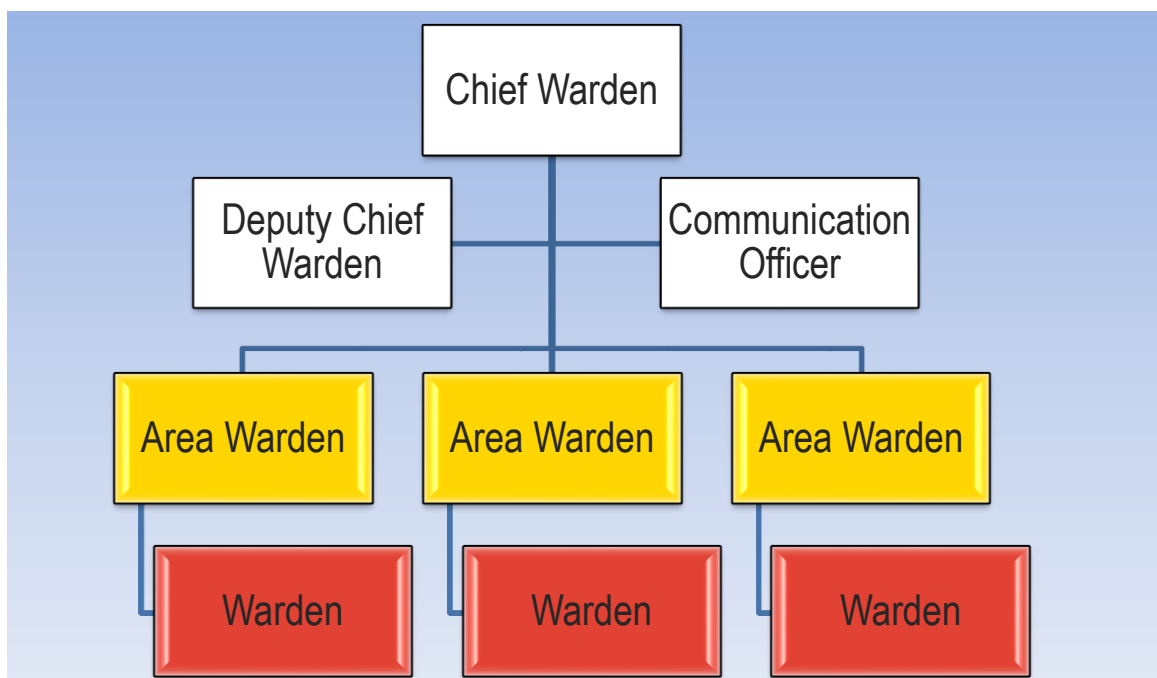 Chief Warden
Deputy Chief
Warden
Communication
Officer
Area Warden
Area Warden
Area Warden
Warden
Warden
Warden